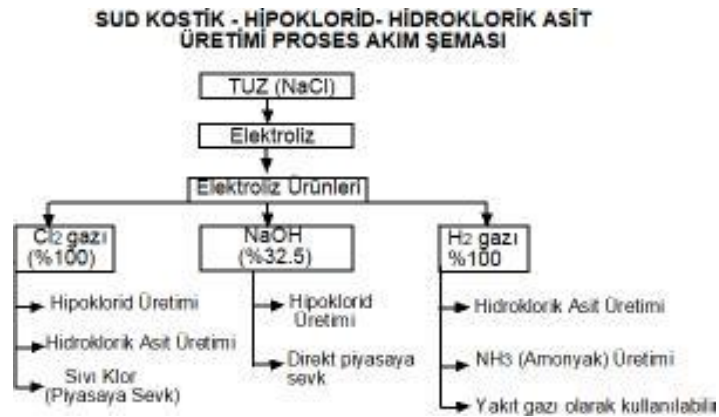 SUD KOSTİK - HİPOKLORİD- HİDROKLORİK ASİT
ÜRETİMİ PROSES AKIM ŞEMASI
TUZ (NaCl)
Elektroliz
Elektroliz Ürünleri
Cl2 gazı
(%100)
Hipoklorid Üretimi
Hidroklorik Asit Üretimi
Sıvı Klor
(Piyasaya Sevk)
NaOH
(%32.5)
Hipoklorid
Üretimi
Direkt piyasaya
sevk
H2 gazı
%100
Hidroklorik Asit Üretimi
NH3 (Amonyak) Üretimi
Yakıt gazı olarak kullanılabilir